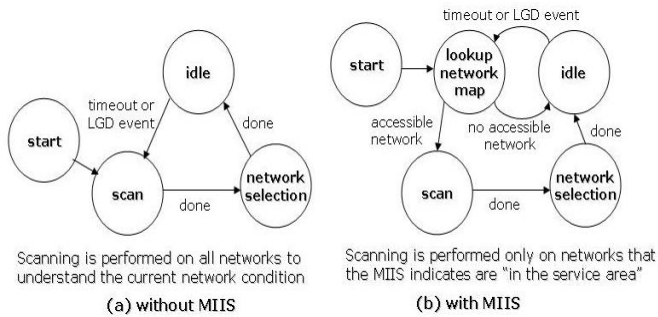 idle
timeout or
LGD event
done
start
scan
done
network
selection
Scanning is performed on all networks to
understand the current network condition
(a) without MIIS
timeout or LGD event
start
lookup
network
map
idle
accessible
network
no accessible
network
done
scan
done
network
selection
Scanning is performed only on networks that
the MIIS indicates are "in the service area"
(b) with MIIS